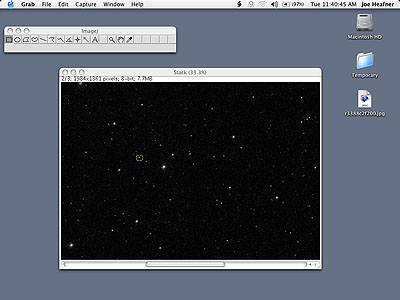 Grab File Edit Capture Window Help (97%) Tue 11:40:45 AM Joe Heafner
ImageJ
Macintosh HD
Stack (33.3%)
2/3; 1984x1361 pixels; 8-bit; 7.7MB
Temporary
r3388c2f200.jpg